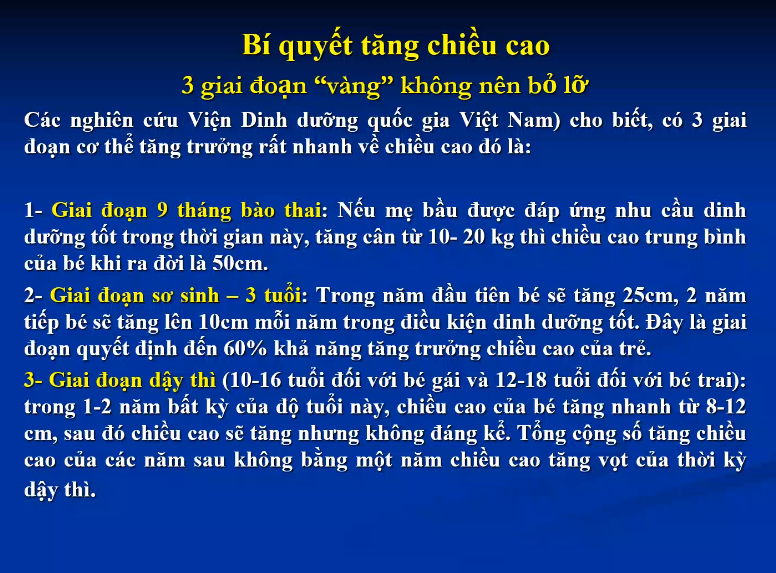 Bí quyết tăng chiều cao
3 giai đoạn “vàng” không nên bỏ lỡ
Các nghiên cứu Viện Dinh dưỡng quốc gia Việt Nam) cho biết, có 3 giai
đoạn cơ thể tăng trưởng rất nhanh về chiều cao đó là:
1- Giai đoạn 9 tháng bào thai: Nếu mẹ bầu được đáp ứng nhu cầu dinh
dưỡng tốt trong thời gian này, tăng cân từ 10- 20 kg thì chiều cao trung bình
của bé khi ra đời là 50cm.
2- Giai đoạn sơ sinh – 3 tuổi: Trong năm đầu tiên bé sẽ tăng 25cm, 2 năm
tiếp bé sẽ tăng lên 10cm mỗi năm trong điều kiện dinh dưỡng tốt. Đây là giai
đoạn quyết định đến 60% khả năng tăng trưởng chiều cao của trẻ.
3- Giai đoạn dậy thì (10-16 tuổi đối với bé gái và 12-18 tuổi đối với bé trai):
trong 1-2 năm bất kỳ của độ tuổi này, chiều cao của bé tăng nhanh từ 8-12
cm, sau đó chiều cao sẽ tăng nhưng không đáng kể. Tổng cộng số tăng chiều
cao của các năm sau không bằng một năm chiều cao tăng vọt của thời kỳ
dậy thì.